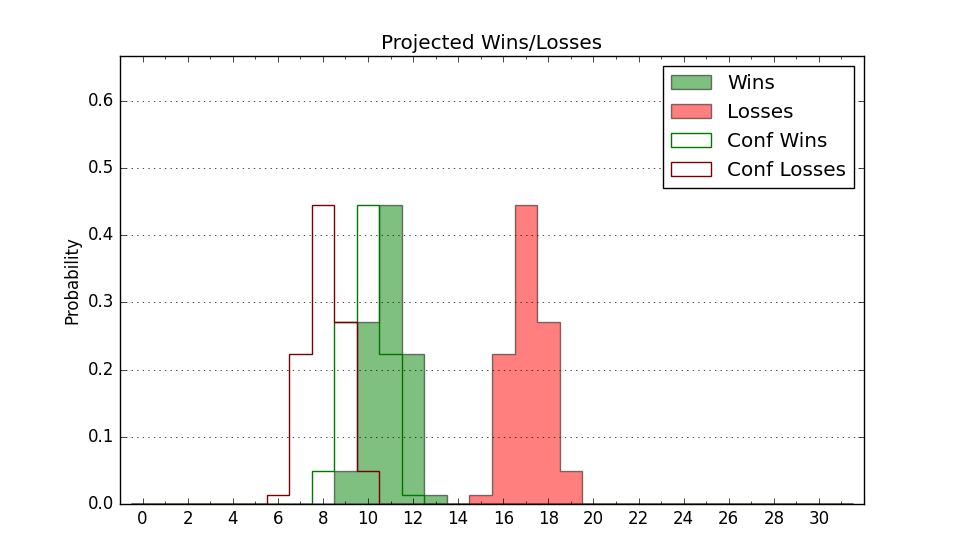 Projected Wins/Losses
Wins
Losses
Conf Wins
Conf Losses
Probability
0.6
0.5
0.4
0.3
0.2
0.1
0.0
0 2 4 6 8 10 12 14 16 18 20 22 24 26 28 30